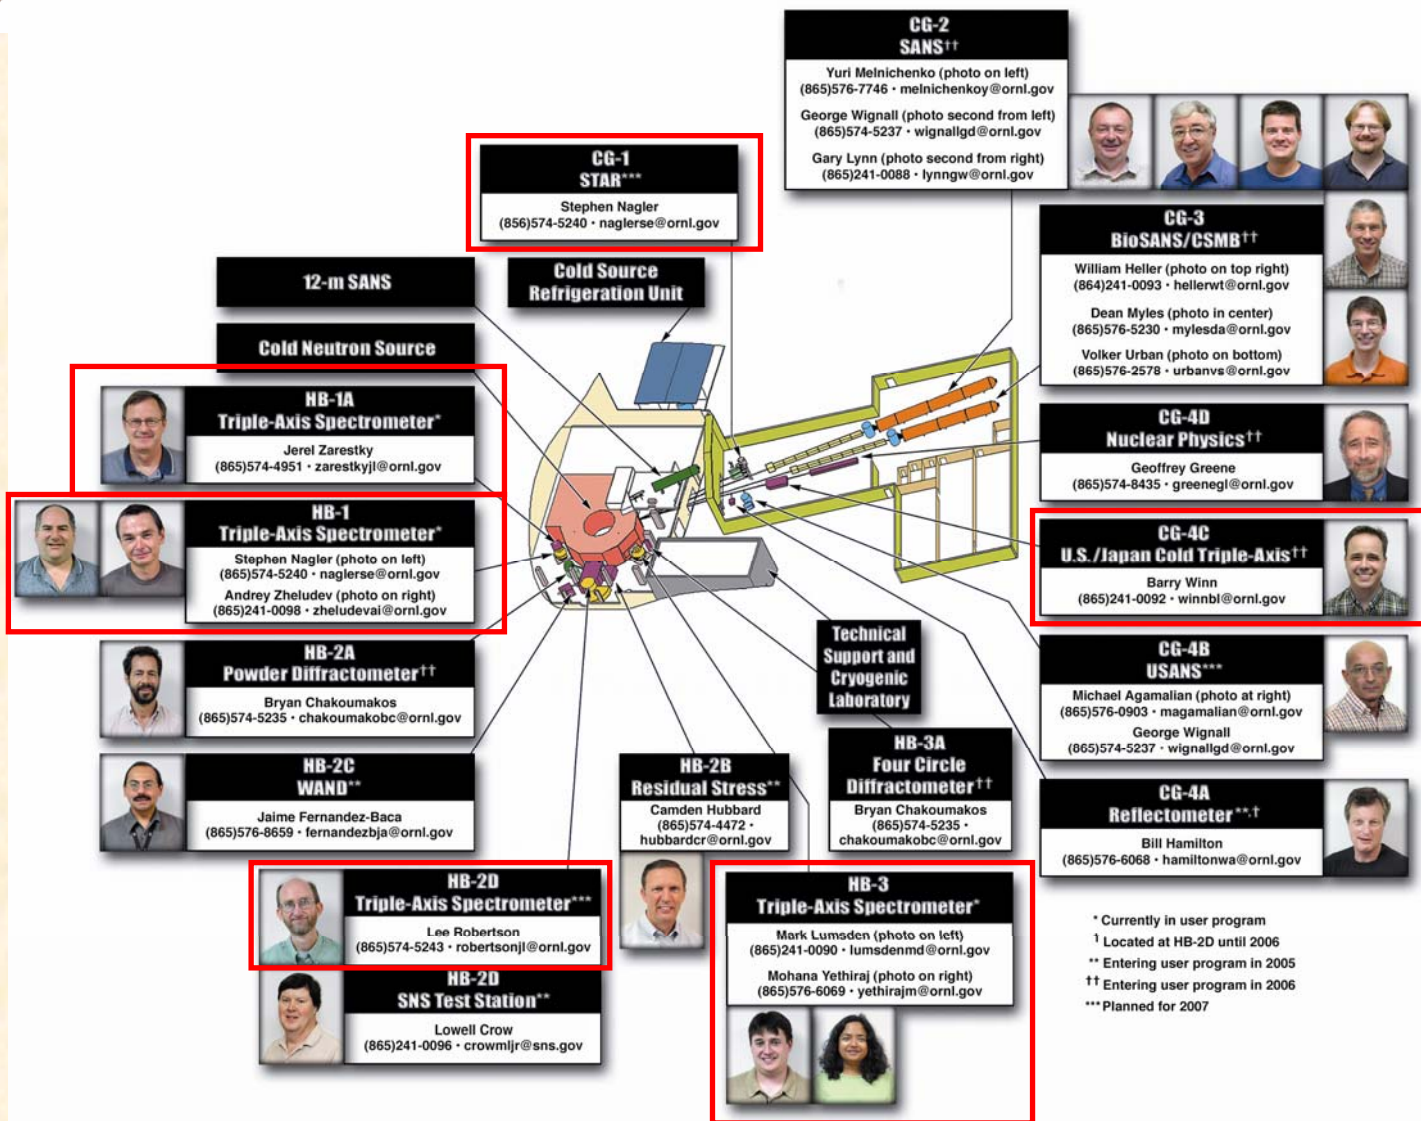 CG-2
SANS††
Yuri Melnichenko (photo on left)
(865)576-7746 • melnichenkoy@ornl.gov
George Wignall (photo second from left)
(865)574-5237 • wignallgd@ornl.gov
Gary Lynn (photo second from right)
(865)241-0088 • lynngw@ornl.gov
CG-1
STAR***
Stephen Nagler
(856)574-5240 • naglerse@ornl.gov
CG-3
BioSANS/CSMB††
William Heller (photo on top right)
(864)241-0093 • hellerwt@ornl.gov
Dean Myles (photo in center)
(865)576-5230 • mylesda@ornl.gov
Volker Urban (photo on bottom)
(865)576-2578 • urbanvs@ornl.gov
12-m SANS
Cold Source
Refrigeration Unit
Cold Neutron Source
HB-1A
Triple-Axis Spectrometer*
Jerel Zarestky
(865)574-4951 • zarestkyjl@ornl.gov
CG-4D
Nuclear Physics††
Geoffrey Greene
(865)574-8435 • greenegl@ornl.gov
HB-1
Triple-Axis Spectrometer*
Stephen Nagler (photo on left)
(865)574-5240 • naglerse@ornl.gov
Andrey Zheludev (photo on right)
(865)241-0098 • zheludevai@ornl.gov
CG-4C
U.S./Japan Cold Triple-Axis††
Barry Winn
(865)241-0092 • winnbl@ornl.gov
HB-2A
Powder Diffractometer††
Bryan Chakoumakos
(865)574-5235 • chakoumakobc@ornl.gov
Technical
Support and
Cryogenic
Laboratory
CG-4B
USANS***
Michael Agamalian (photo at right)
(865)576-0903 • magamalian@ornl.gov
George Wignall
(865)574-5237 • wignallgd@ornl.gov
HB-2C
WAND**
Jaime Fernandez-Baca
(865)576-8659 • fernandezbja@ornl.gov
HB-2B
Residual Stress**
Camden Hubbard
(865)574-4472 •
hubbardcr@ornl.gov
HB-3A
Four Circle
Diffractometer††
Bryan Chakoumakos
(865)574-5235 •
chakoumakobc@ornl.gov
CG-4A
Reflectometer**,†
Bill Hamilton
(865)576-6068 • hamiltonwa@ornl.gov
HB-2D
Triple-Axis Spectrometer***
Lee Robertson
(865)574-5243 • robertsonjl@ornl.gov
HB-2D
SNS Test Station**
Lowell Crow
(865)241-0096 • crowmljr@sns.gov
HB-3
Triple-Axis Spectrometer*
Mark Lumsden (photo on left)
(865)241-0090 • lumsdenmd@ornl.gov
Mohana Yethiraj (photo on right)
(865)576-6069 • yethirajm@ornl.gov
* Currently in user program
† Located at HB-2D until 2006
** Entering user program in 2005
†† Entering user program in 2006
*** Planned for 2007